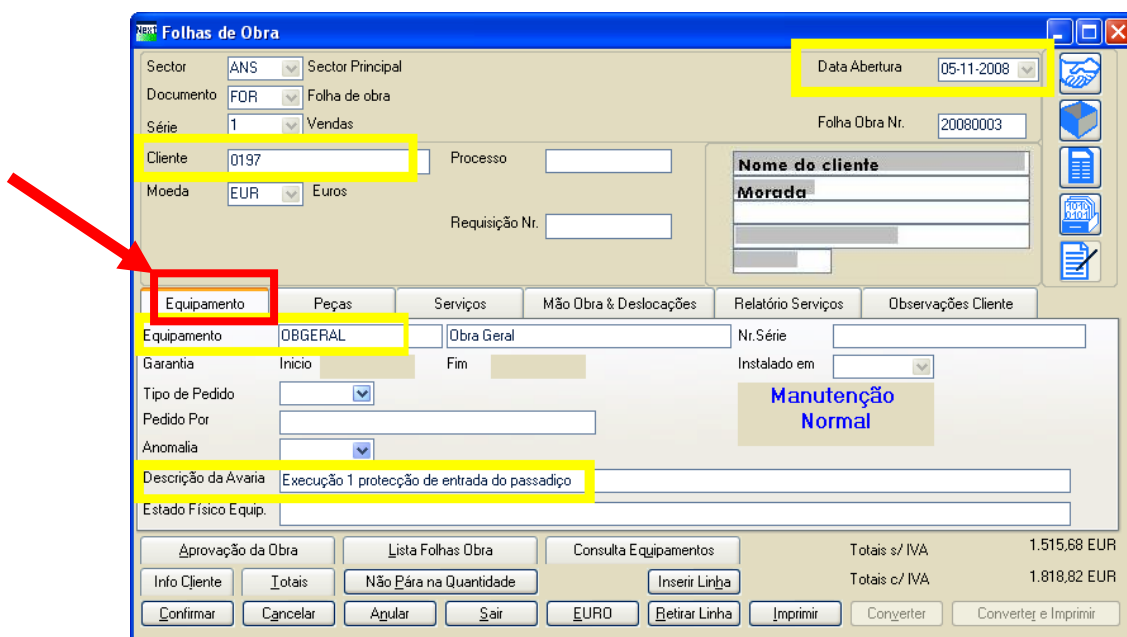 Next Folhas de Obra
Sector ANS Sector Principal Data Abertura 05-11-2008
Documento FOR Folha de obra
Série 1 Vendas Folha Obra Nr. 20080003
Cliente 0197 Processo Nome do cliente
Moeda EUR Euros Morada
Requisição Nr.
Equipamento Peças Serviços Mão Obra & Deslocações Relatório Serviços Observações Cliente
Equipamento OBGERAL Obra Geral Nr.Série
Garantia Inicio Fim Instalado em
Tipo de Pedido Manutenção
Pedido Por Normal
Anomalia
Descrição da Avaria Execução 1 protecção de entrada do passadiço
Estado Físico Equip.
Aprovação da Obra Lista Folhas Obra Consulta Equipamentos Totais s/ IVA 1.515,68 EUR
Info Cliente Totais Não Pára na Quantidade Inserir Linha Totais c/ IVA 1.818,82 EUR
Confirmar Cancelar Anular Sair EURO Retirar Linha Imprimir Converter Converter e Imprimir